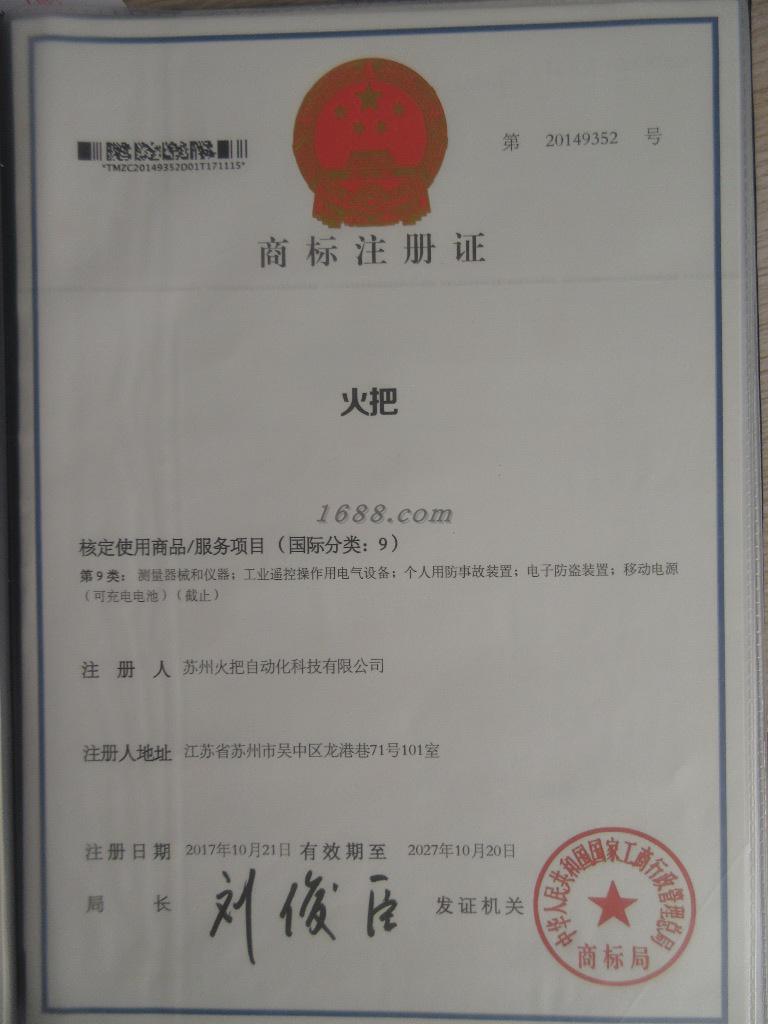 第 20149352 号
*TMZC20149352D01T171115*
商标注册证
火把
1688.com
核定使用商品/服务项目（国际分类：9）
第9类：测量器械和仪器；工业遥控操作用电气设备；个人用防事故装置；电子防盗装置；移动电源
（可充电电池）（截止）
注册人 苏州火把自动化科技有限公司
注册人地址 江苏省苏州市吴中区龙港巷71号101室
注册日期 2017年10月21日 有效期至 2027年10月20日
局长 刘俊臣 发证机关
中华人民共和国国家工商行政管理总局
商标局